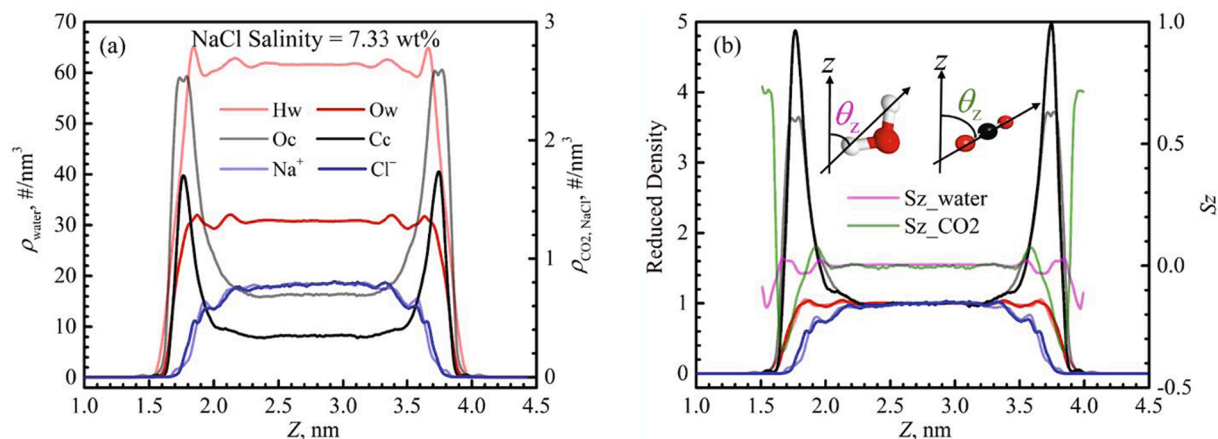 (a)
NaCl Salinity = 7.33 wt%
Hw
Ow
Oc
Cc
Na⁺
Cl⁻
ρwater, #/nm³
70
60
50
40
30
20
10
0
ρCO2, NaCl, #/nm³
3
2
1
0
1.0 1.5 2.0 2.5 3.0 3.5 4.0 4.5
Z, nm
(b)
z
θz
z
θz
Sz_water
Sz_CO2
Reduced Density
5
4
3
2
1
0
Sz
1.0
0.5
0.0
-0.5
1.0 1.5 2.0 2.5 3.0 3.5 4.0 4.5
Z, nm